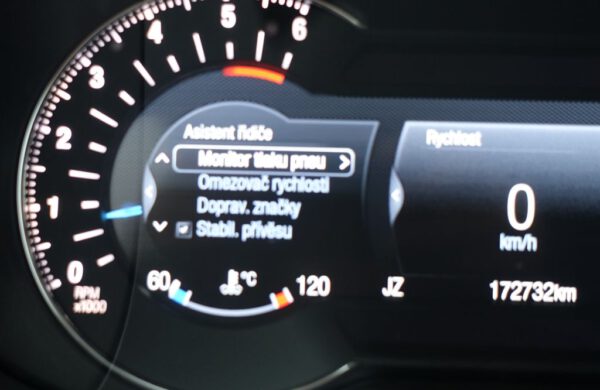 6
5
4
3
2
1
0
RPM
x1000
Asistent řidiče
Monitor tlaku pneu
Omezovač rychlosti
Doprav. značky
Stabil. přívěsu
60 °C 120
Rychlost
0
km/h
JZ 172732km